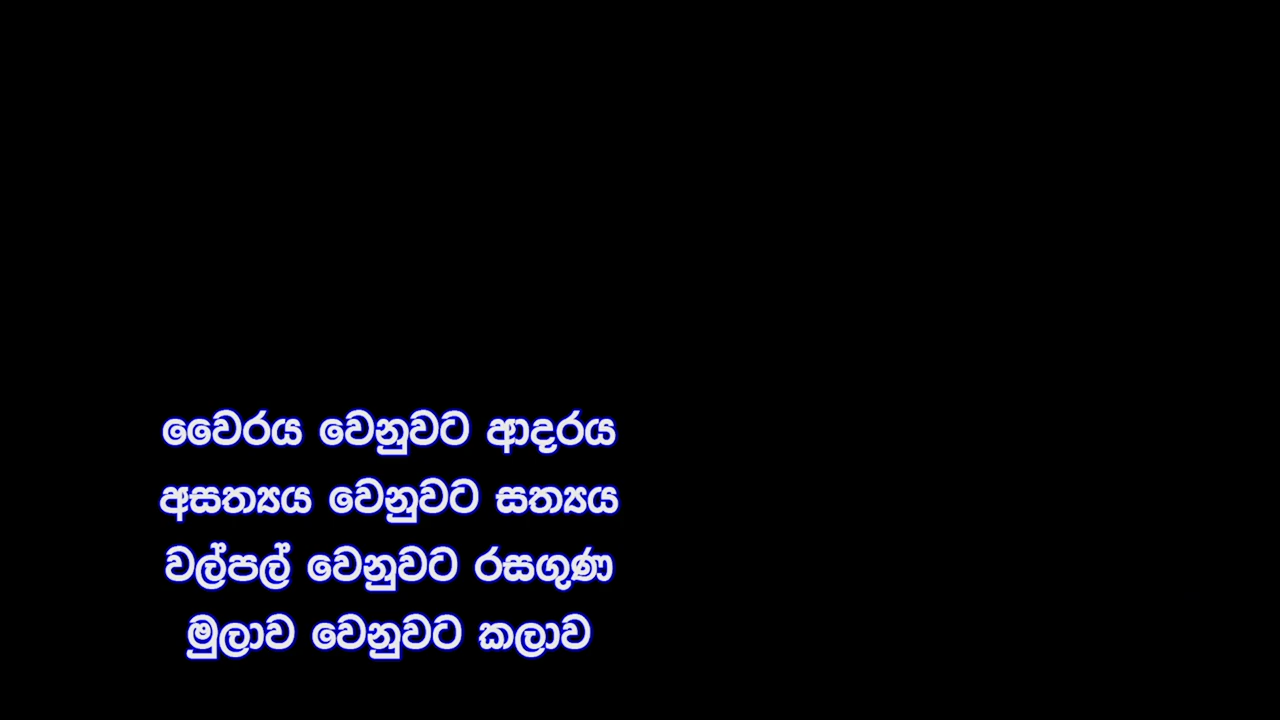 වෛරය වෙනුවට ආදරය
අසත්‍යය වෙනුවට සත්‍යය
වල්පල් වෙනුවට රසගුණ
මුලාව වෙනුවට කලාව